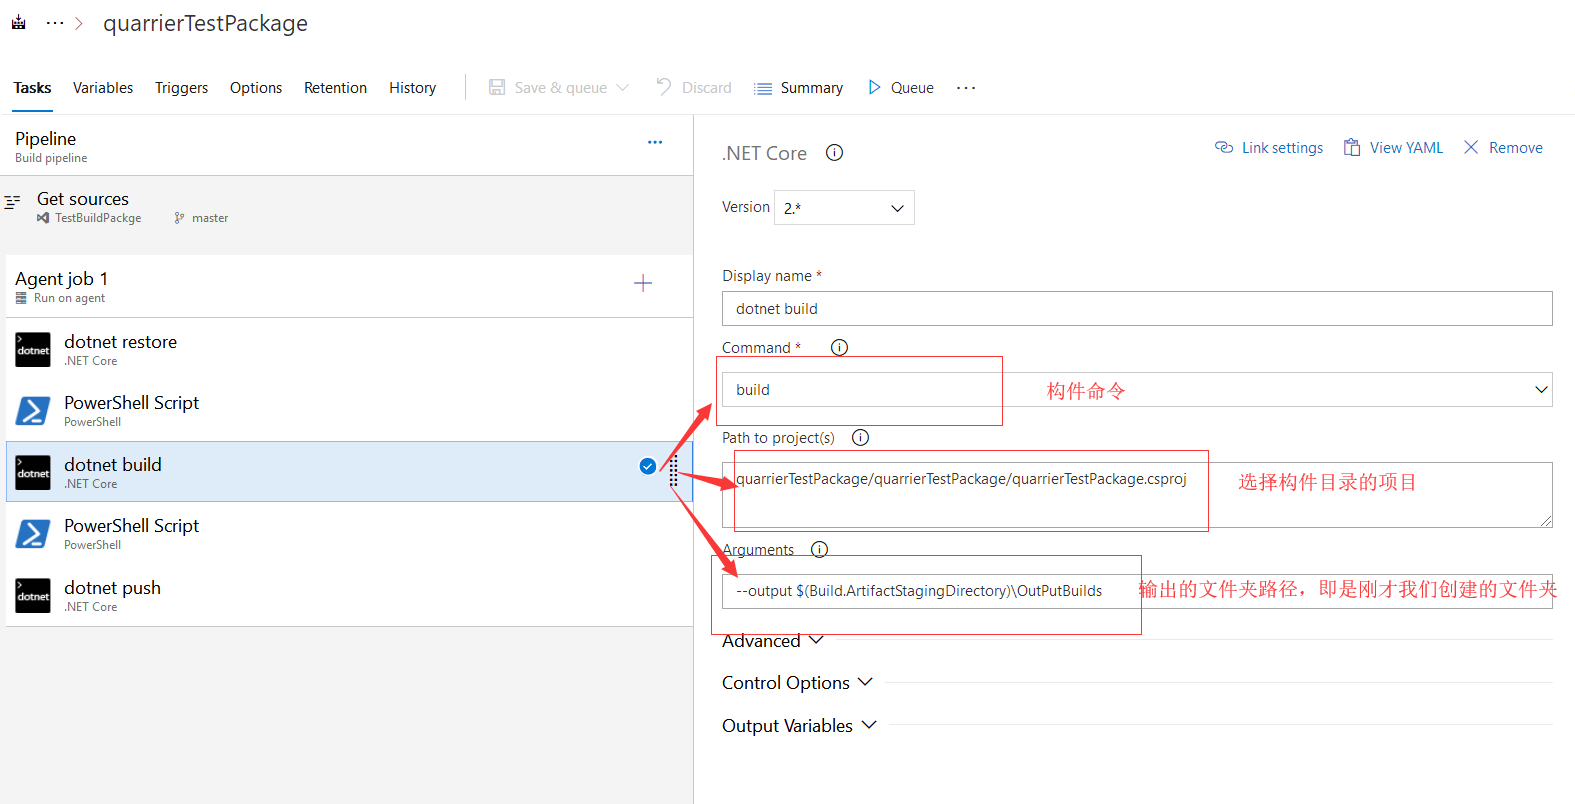 quarrierTestPackage
Tasks Variables Triggers Options Retention History Save & queue Discard Summary Queue
Pipeline
Build pipeline
Get sources
TestBuildPackge master
Agent job 1
Run on agent
dotnet restore
.NET Core
PowerShell Script
PowerShell
dotnet build
.NET Core
PowerShell Script
PowerShell
dotnet push
.NET Core
.NET Core
Link settings View YAML Remove
Version 2.*
Display name *
dotnet build
Command *
build 构件命令
Path to project(s)
quarrierTestPackage/quarrierTestPackage/quarrierTestPackage.csproj 选择构件目录的项目
Arguments
--output $(Build.ArtifactStagingDirectory)\OutPutBuilds 输出的文件夹路径，即是刚才我们创建的文件夹
Advanced
Control Options
Output Variables